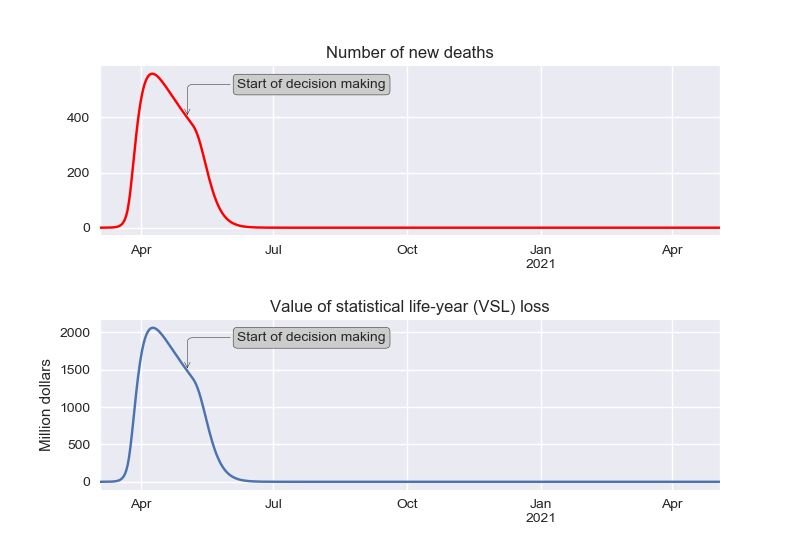 Number of new deaths
Start of decision making
400
200
0
Apr
Jul
Oct
Jan
2021
Apr
Value of statistical life-year (VSL) loss
Start of decision making
Million dollars
2000
1500
1000
500
0
Apr
Jul
Oct
Jan
2021
Apr